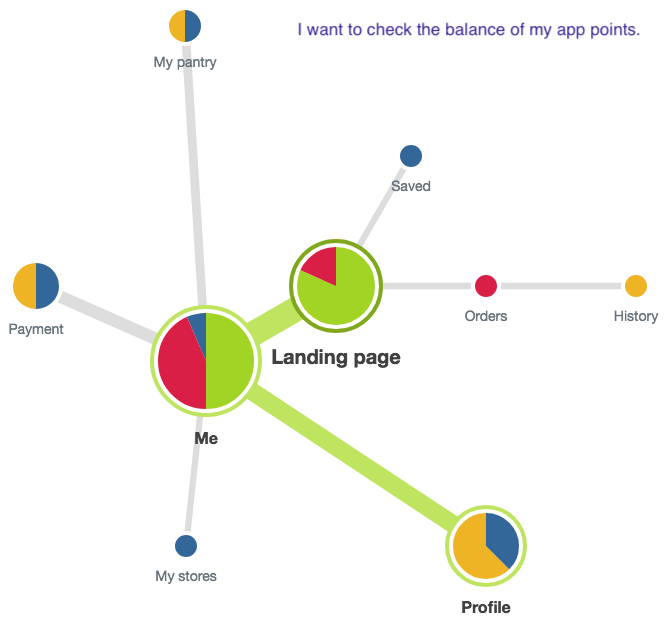 I want to check the balance of my app points.
My pantry
Saved
Payment
Orders
History
Landing page
Me
My stores
Profile